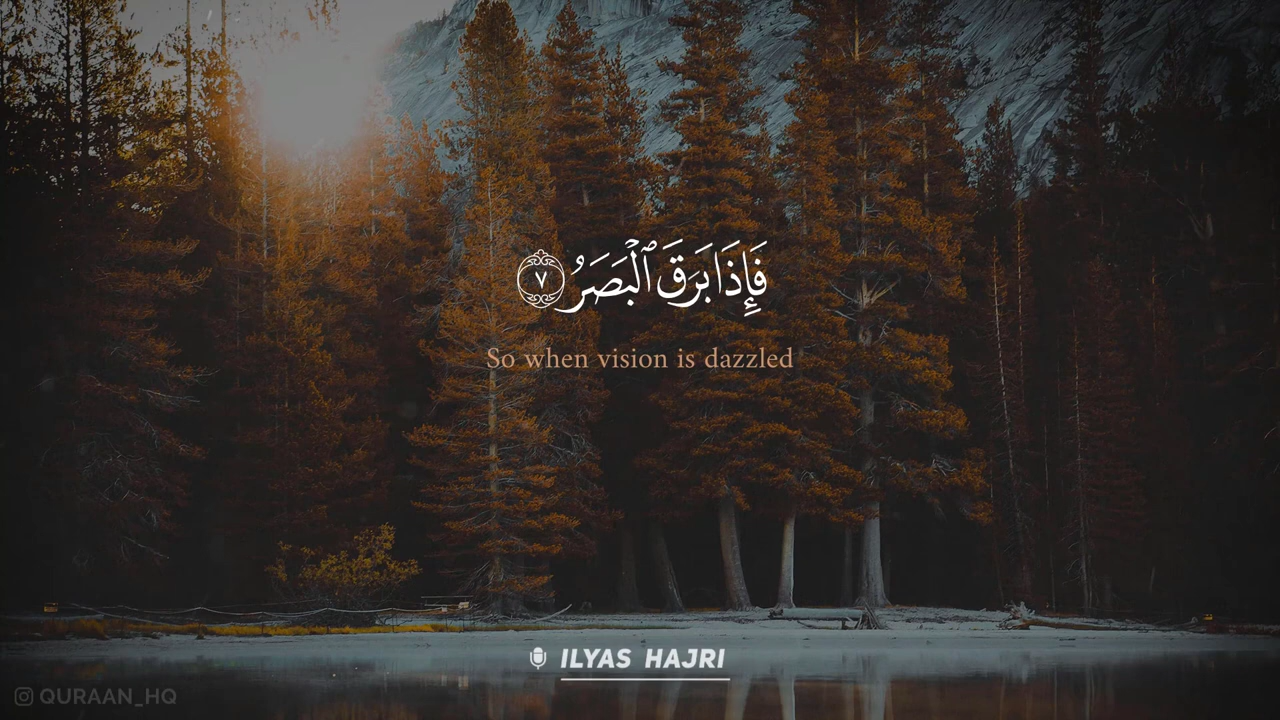 فَإِذَا بَرِقَ ٱلْبَصَرُ ٧
So when vision is dazzled
ILYAS HAJRI
QURAAN_HQ